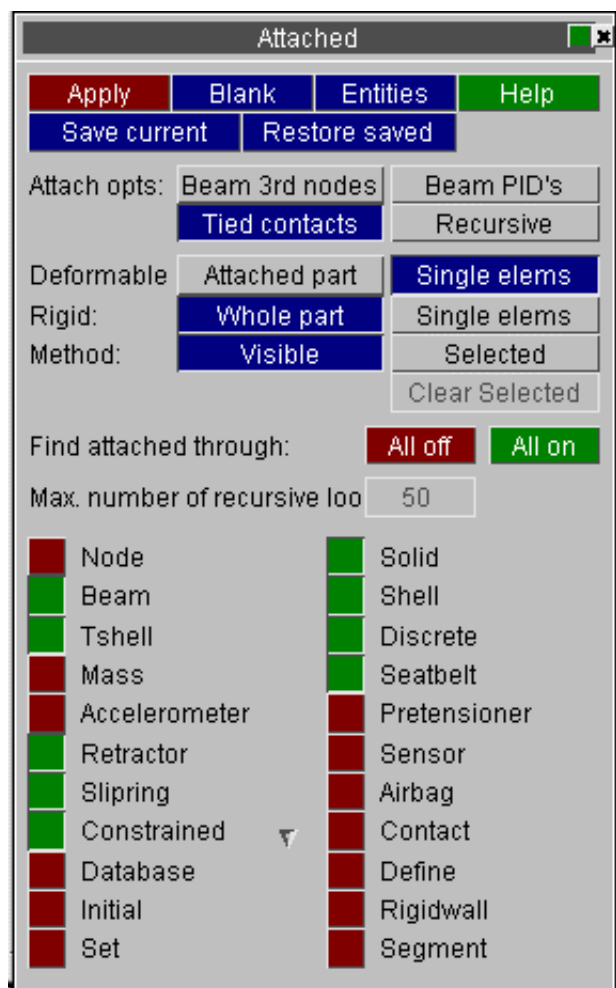 Attached
Apply Blank Entities Help
Save current Restore saved
Attach opts: Beam 3rd nodes Beam PID's
Tied contacts Recursive
Deformable Attached part Single elems
Rigid: Whole part Single elems
Method: Visible Selected
Clear Selected
Find attached through: All off All on
Max. number of recursive loo 50
Node Solid
Beam Shell
Tshell Discrete
Mass Seatbelt
Accelerometer Pretensioner
Retractor Sensor
Slipring Airbag
Constrained Contact
Database Define
Initial Rigidwall
Set Segment